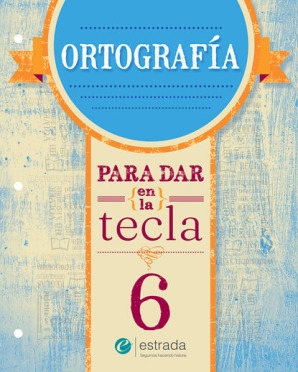 ORTOGRAFÍA
PARA DAR
en
la
tecla
6
e estrada
Seguimos haciendo historia